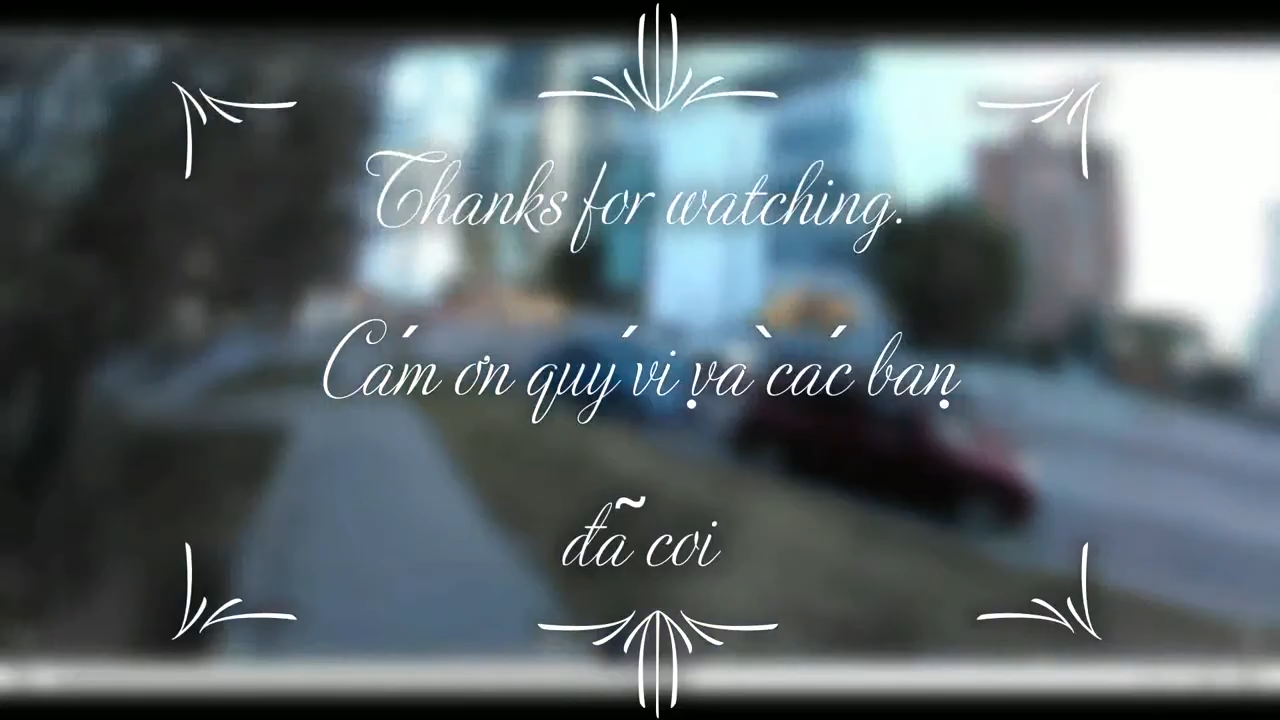 Thanks for watching.
Cám ơn quý vị và các bạn
đã coi